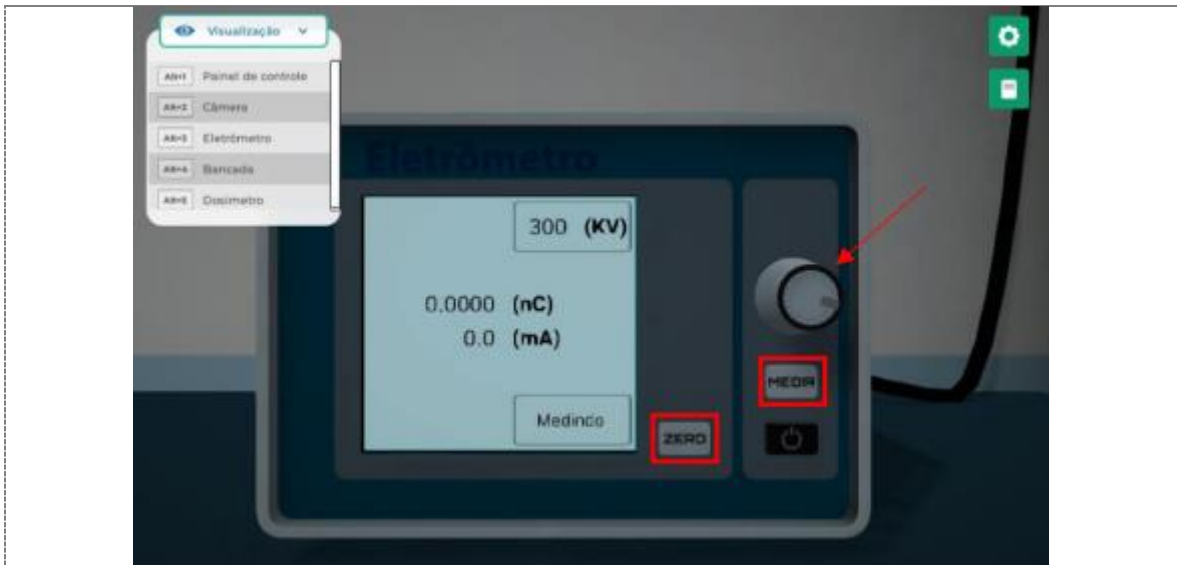 Visualização
Alt+1 Painel de controle
Alt+2 Câmera
Alt+3 Eletrômetro
Alt+4 Bancada
Alt+5 Dosímetro
Eletrômetro
300 (KV)
0.0000 (nC)
0.0 (mA)
Medindo
ZERO
MEDIR